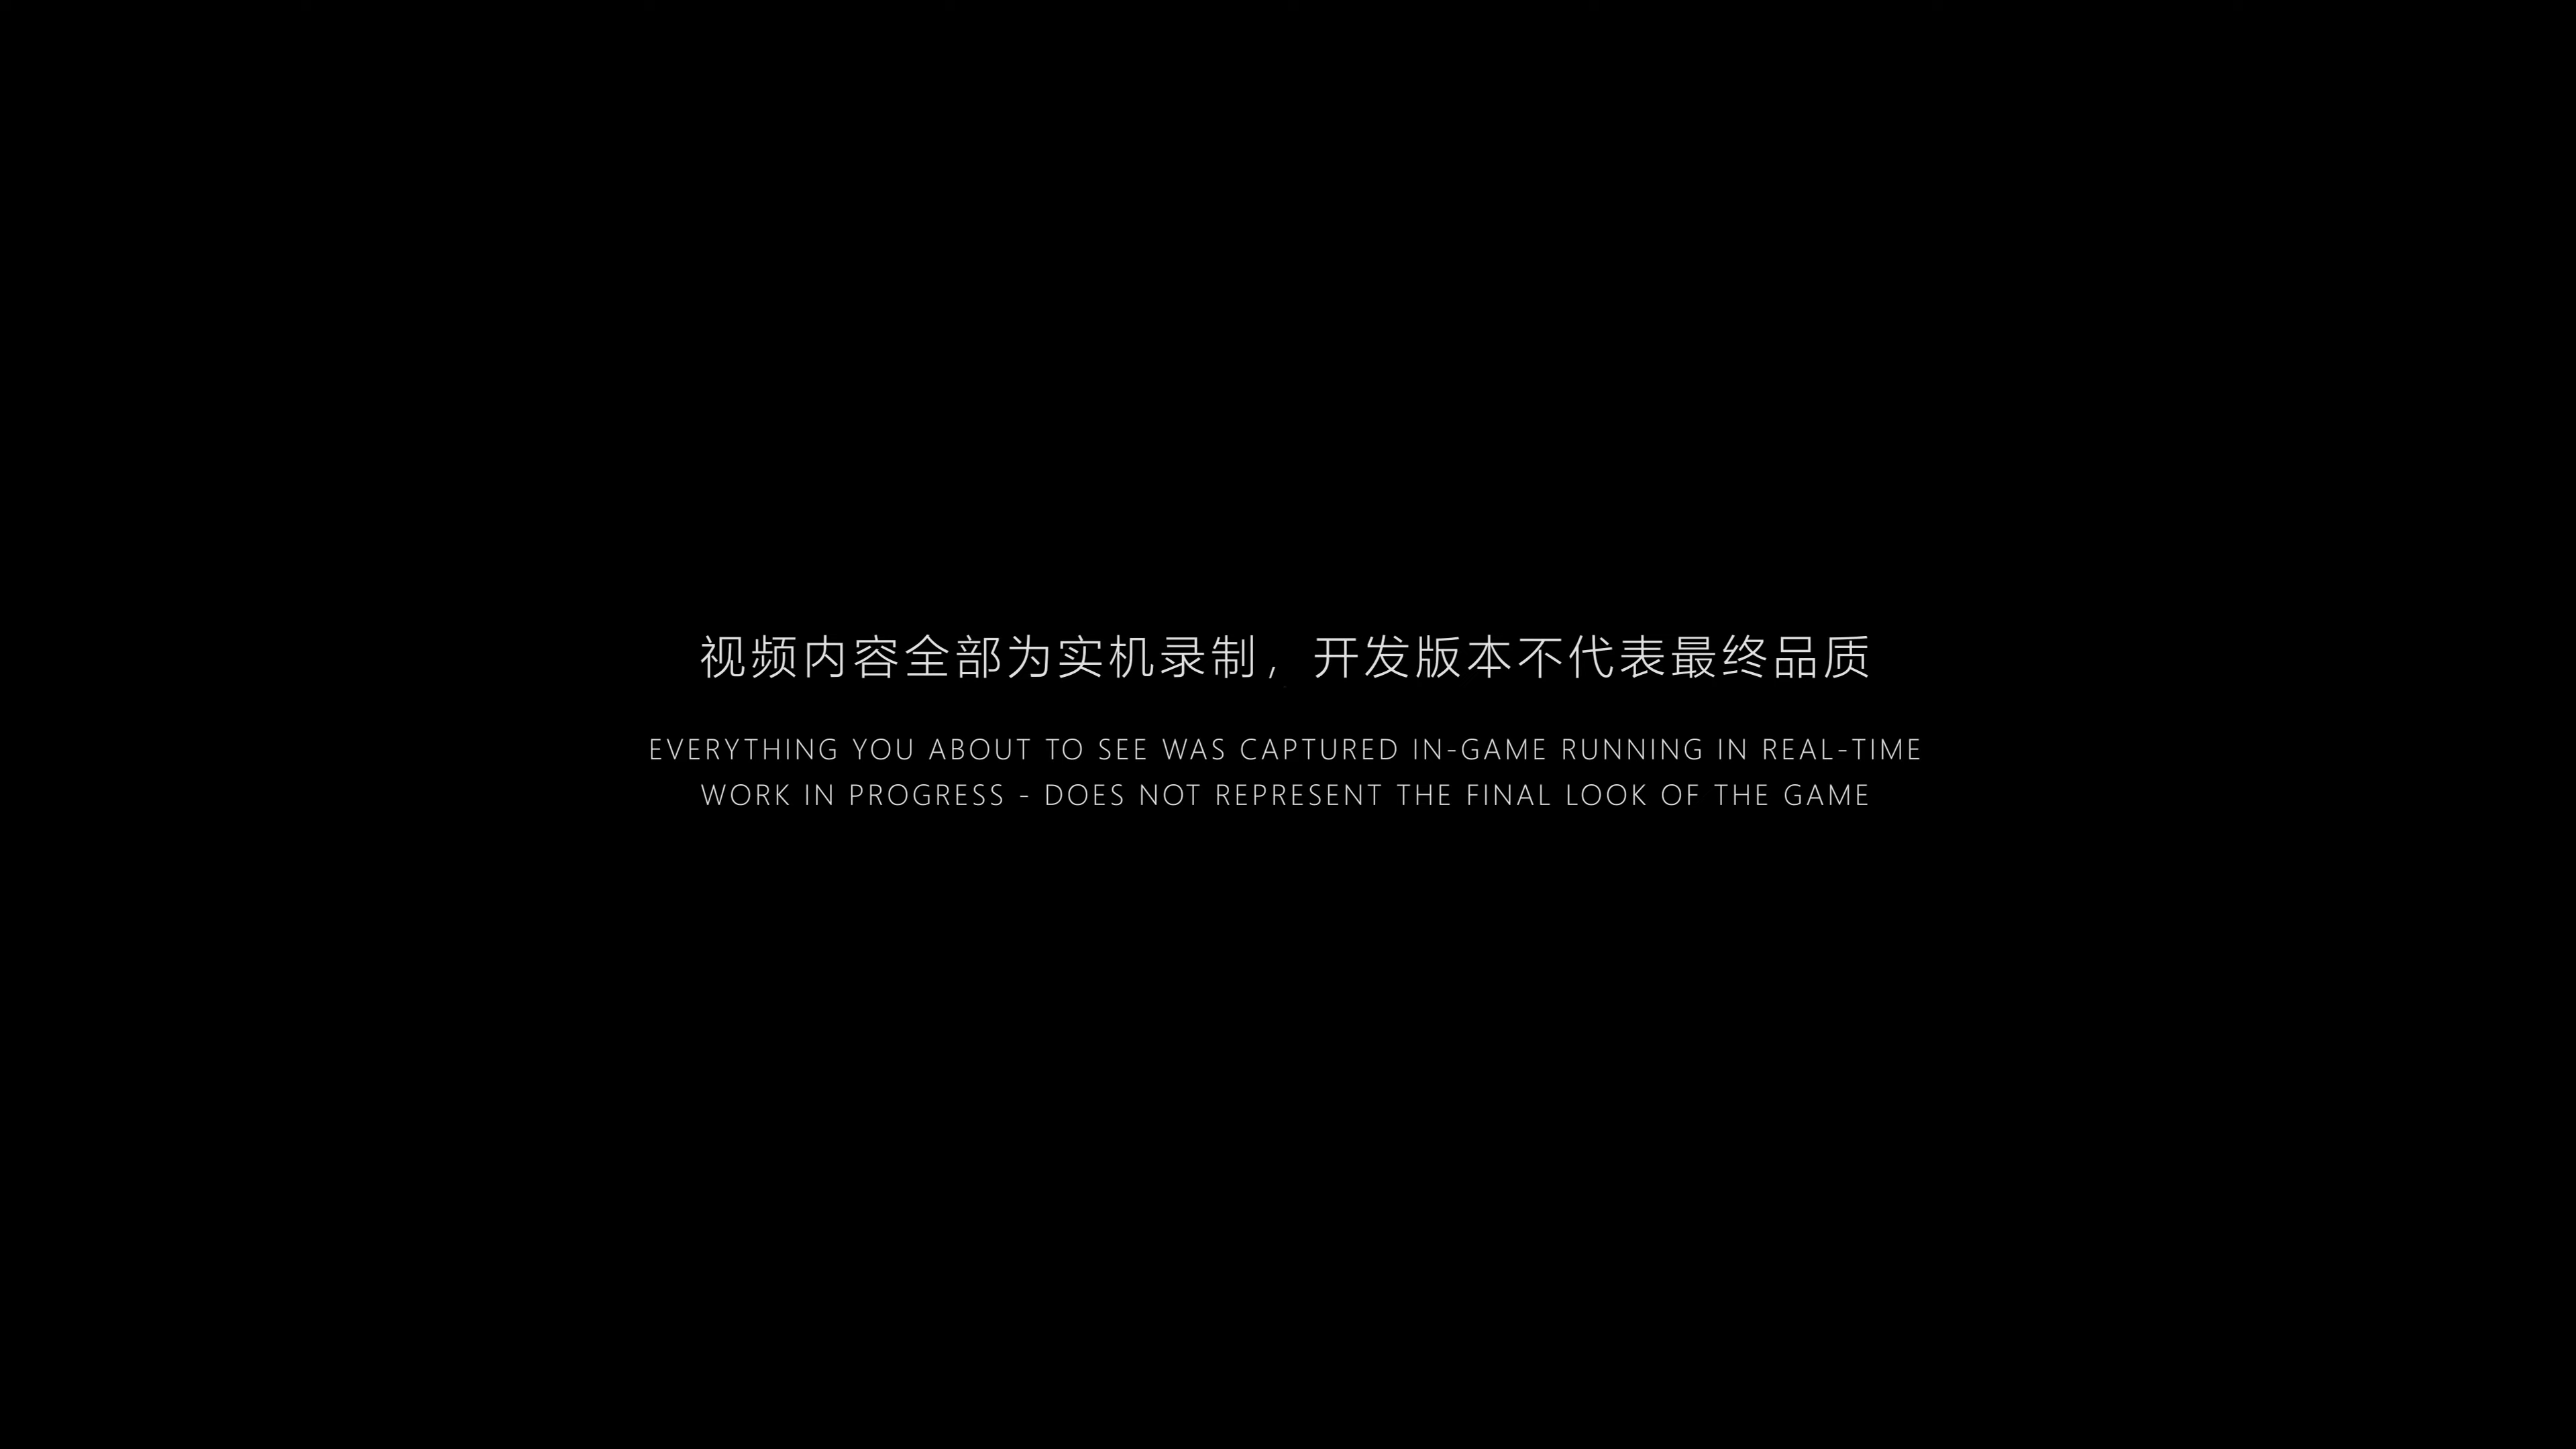 视频内容全部为实机录制，开发版本不代表最终品质
EVERYTHING YOU ABOUT TO SEE WAS CAPTURED IN-GAME RUNNING IN REAL-TIME
WORK IN PROGRESS - DOES NOT REPRESENT THE FINAL LOOK OF THE GAME